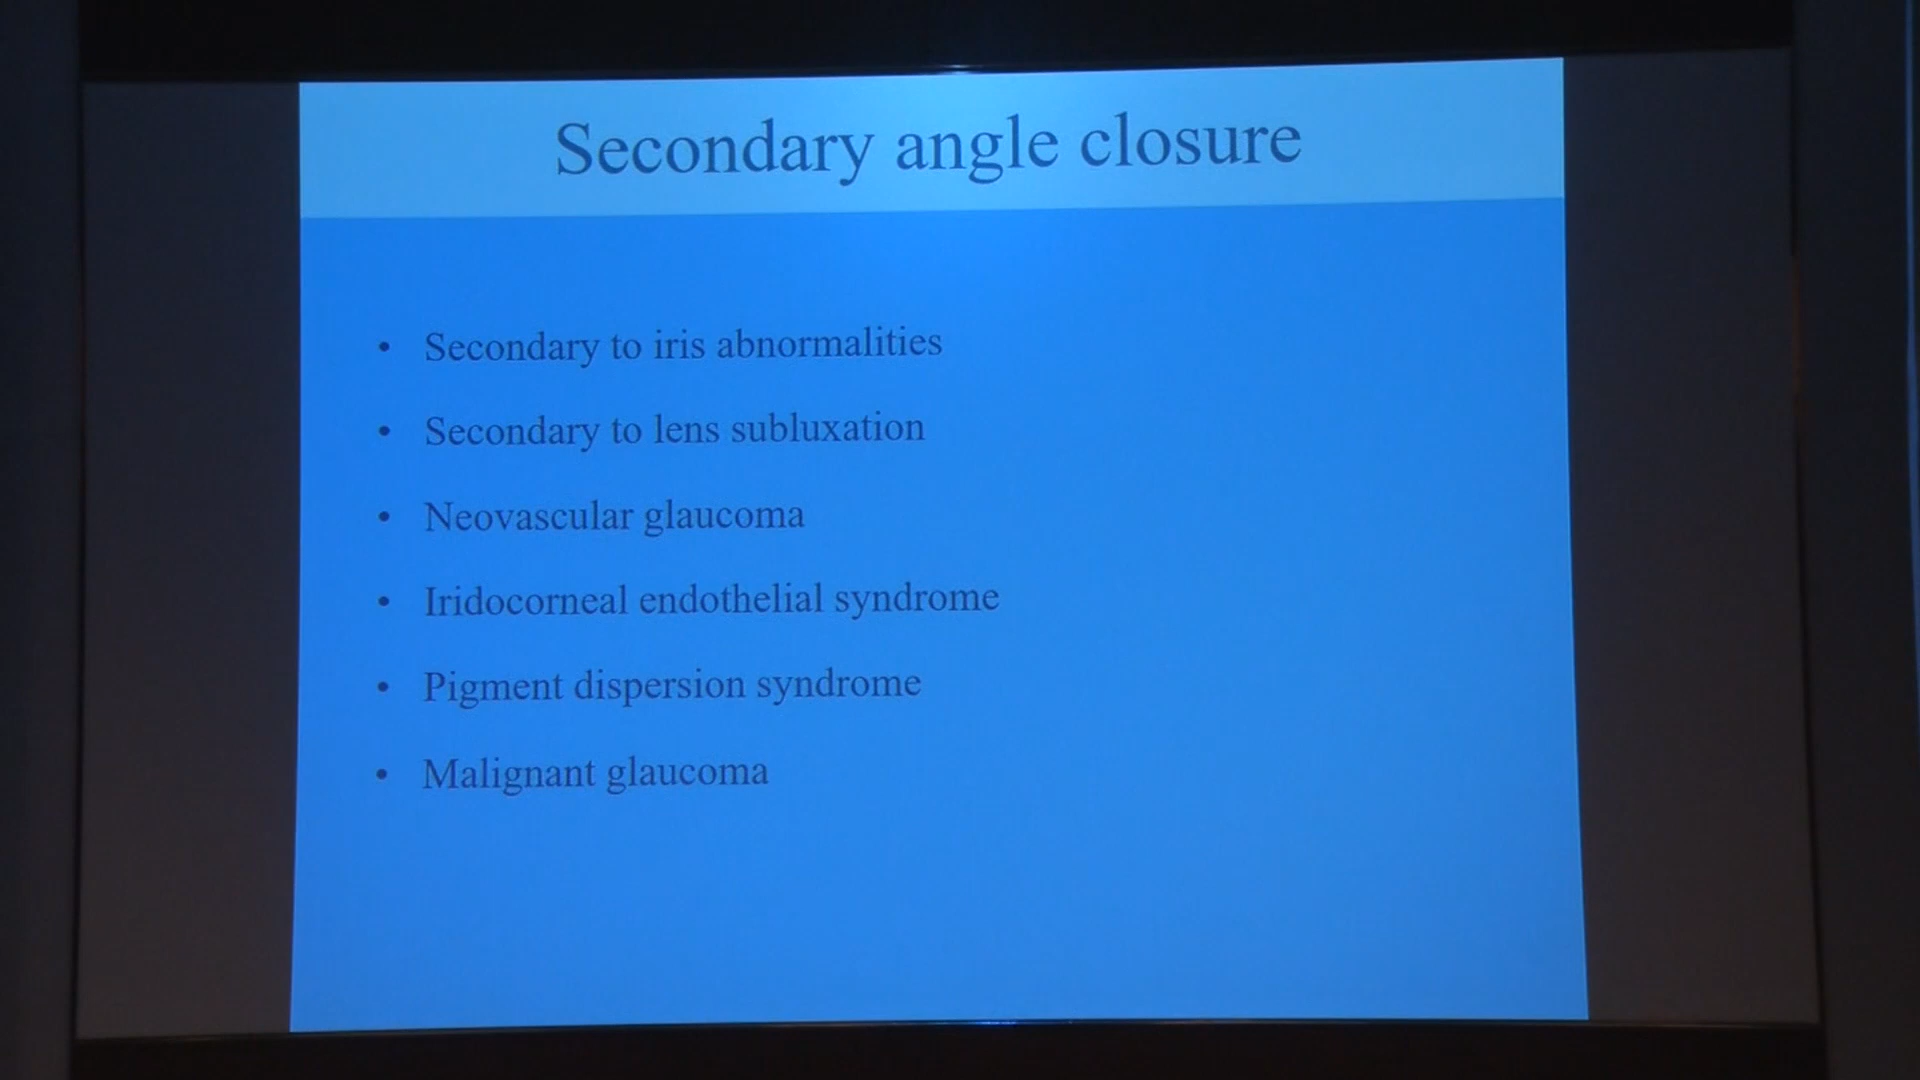 Secondary angle closure
• Secondary to iris abnormalities
• Secondary to lens subluxation
• Neovascular glaucoma
• Iridocorneal endothelial syndrome
• Pigment dispersion syndrome
• Malignant glaucoma